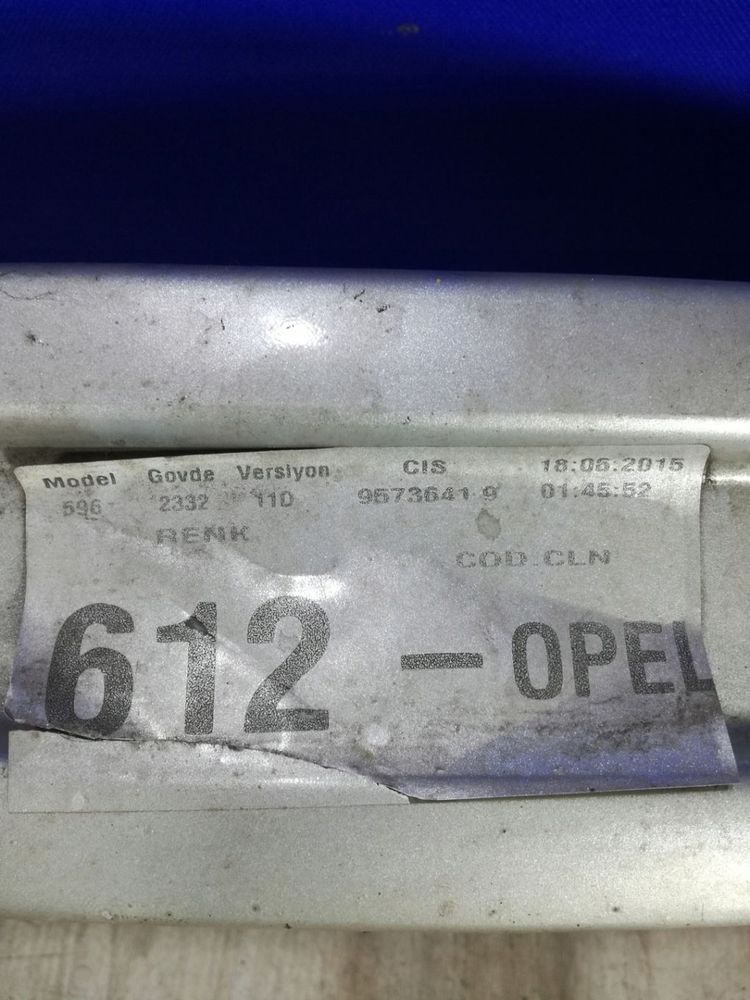 Model Govde Versiyon CIS 18.06.2015
596 2332 11D 9573641 9 01:45:52
RENK
COD.CLN
612 - OPEL